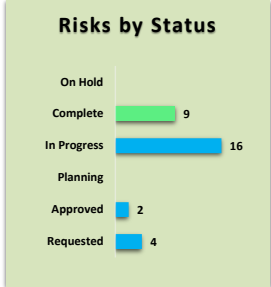 Risks by Status
On Hold
Complete 9
In Progress 16
Planning
Approved 2
Requested 4